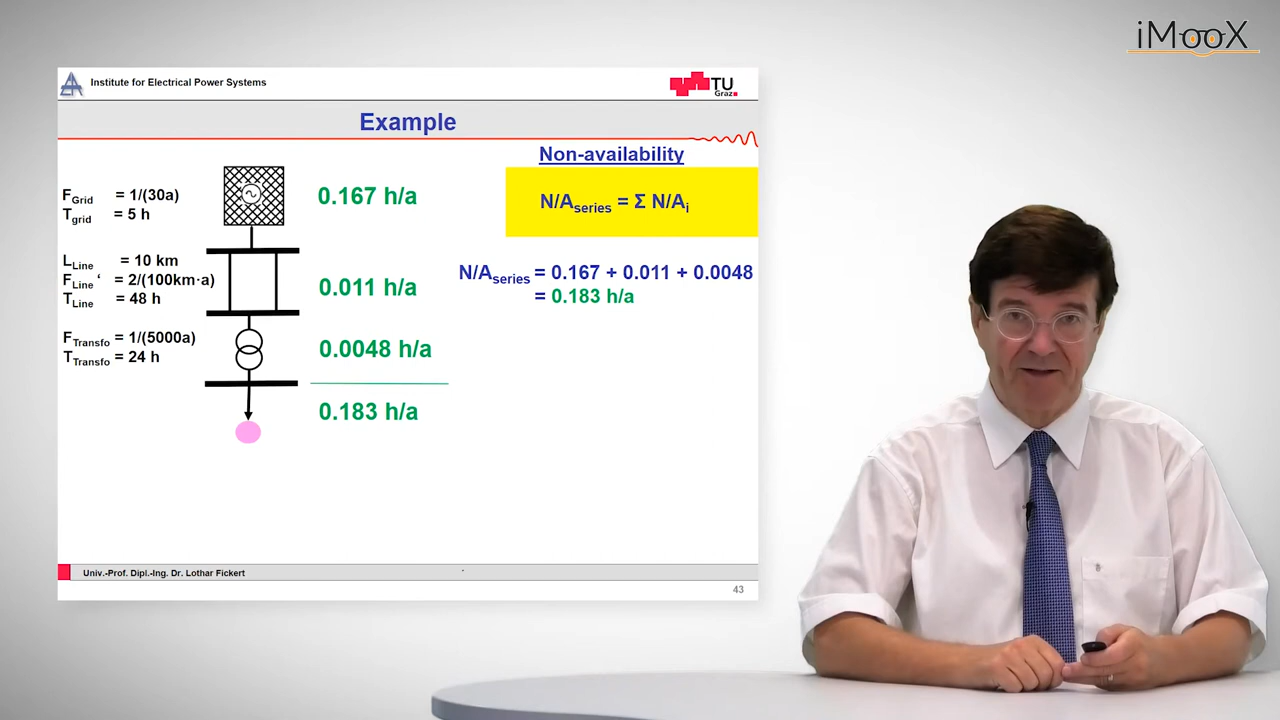 iMooX
Institute for Electrical Power Systems
TU
Graz
Example
Non-availability
F_Grid = 1/(30a)
T_grid = 5 h
0.167 h/a
N/A_series = Σ N/A_i
L_Line = 10 km
F_Line ‘ = 2/(100km·a)
T_Line = 48 h
0.011 h/a
N/A_series = 0.167 + 0.011 + 0.0048
= 0.183 h/a
F_Transfo = 1/(5000a)
T_Transfo = 24 h
0.0048 h/a
0.183 h/a
Univ.-Prof. Dipl.-Ing. Dr. Lothar Fickert
43